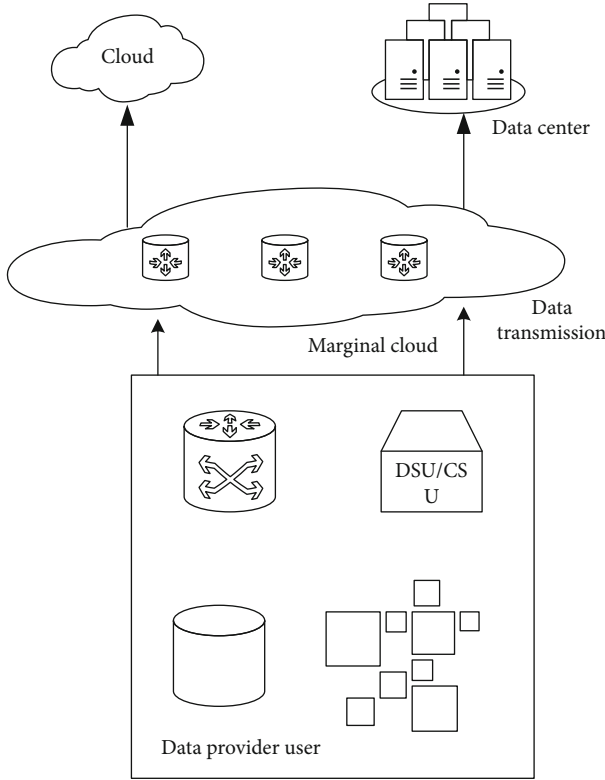 Cloud
Data center
Data
transmission
Marginal cloud
DSU/CS
U
Data provider user